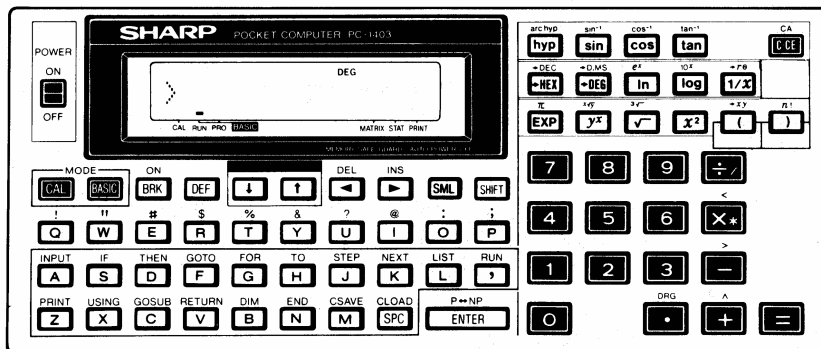 SHARP POCKET COMPUTER PC-1403
POWER
ON
OFF
DEG
>
CAL RUN PRO BASIC MATRIX STAT PRINT
arc hyp sin⁻¹ cos⁻¹ tan⁻¹ CA
hyp sin cos tan C·CE
→DEC →D.MS eˣ 10ˣ →rθ
→HEX →DEG ln log 1/x
π ˣ√y ³√ →xy n!
EXP yˣ √ x² ( )
MODE ON DEL INS
CAL BASIC BRK DEF ↓ ↑ ◄ ► SML SHIFT
! " # $ % & ? @ : ;
Q W E R T Y U I O P
INPUT IF THEN GOTO FOR TO STEP NEXT LIST RUN
A S D F G H J K L ,
PRINT USING GOSUB RETURN DIM END CSAVE CLOAD P↔NP
Z X C V B N M SPC ENTER
7 8 9 ÷/
<
4 5 6 ×*
>
1 2 3 −
DRG ^
0 • + =